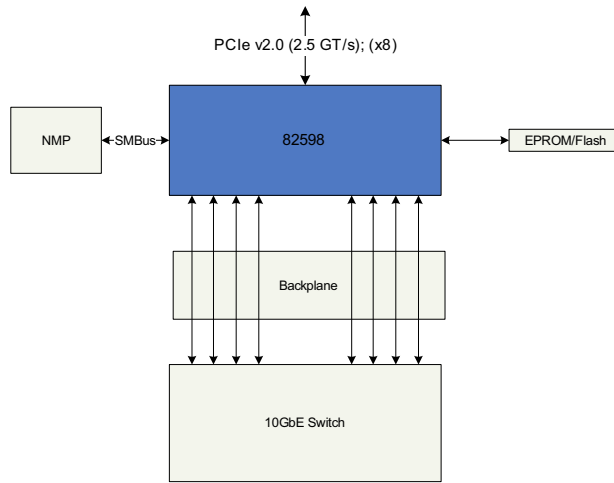 PCIe v2.0 (2.5 GT/s); (x8)
NMP
SMBus
82598
EPROM/Flash
Backplane
10GbE Switch